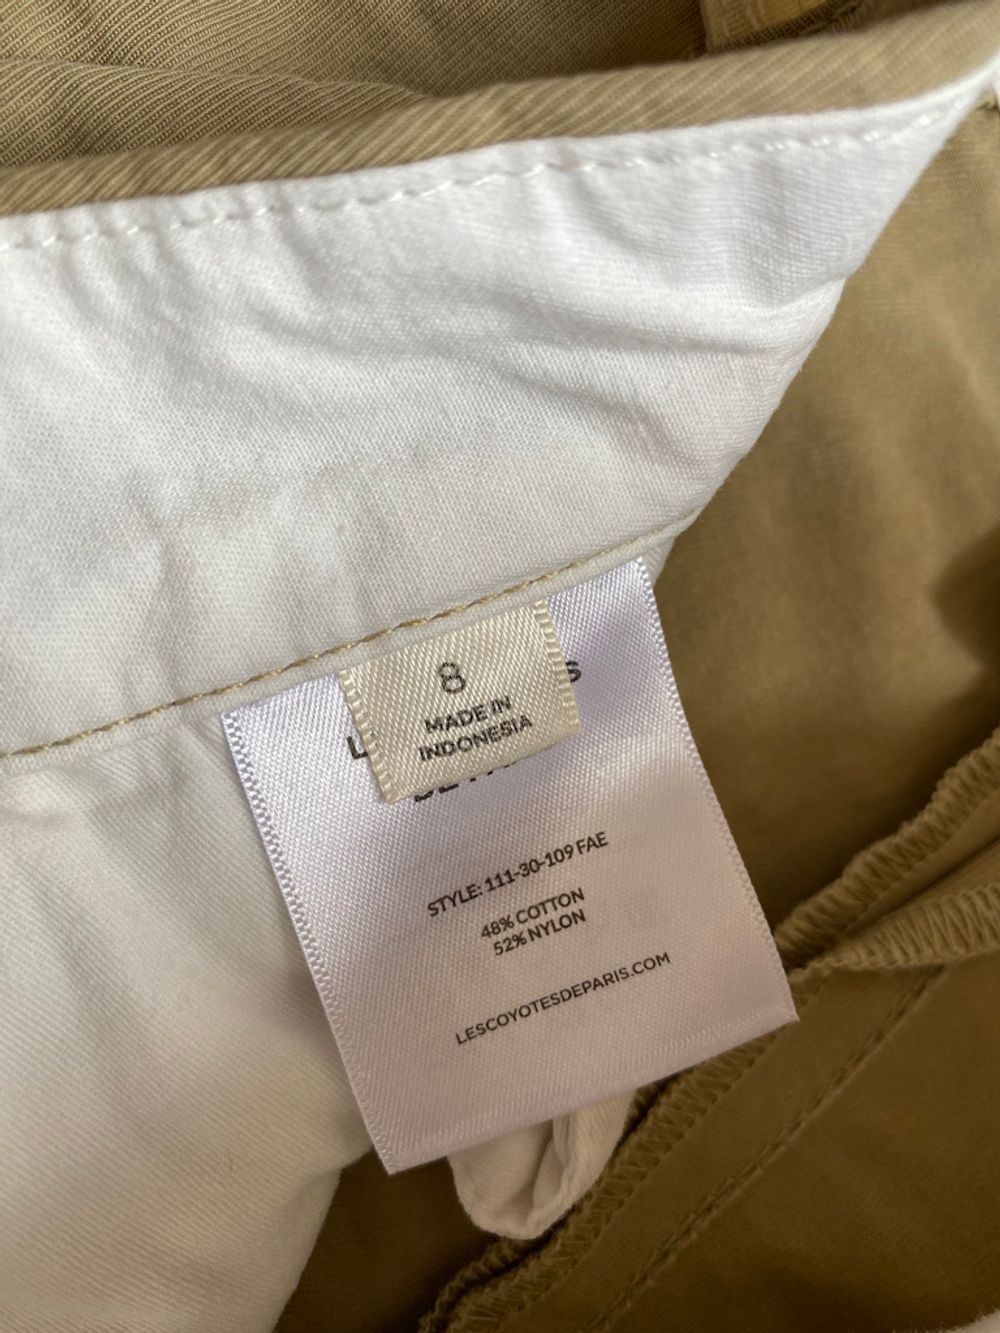 8
MADE IN
INDONESIA
STYLE: 111-30-109 FAE
48% COTTON
52% NYLON
LESCOYOTESDEPARIS.COM